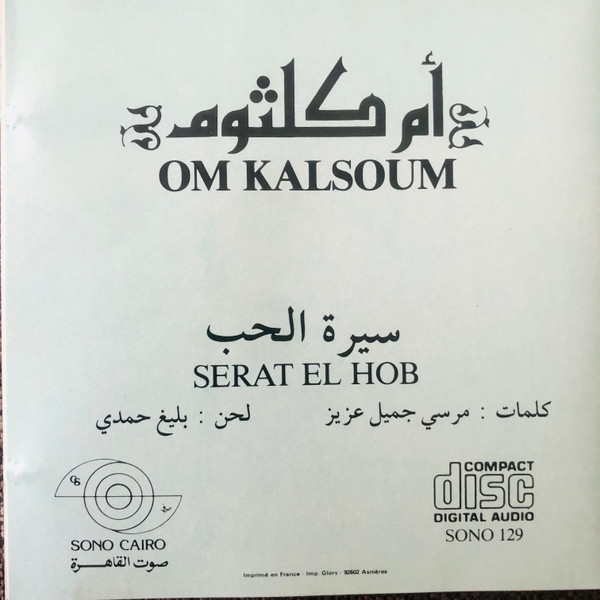 أم كلثوم
OM KALSOUM
سيرة الحب
SERAT EL HOB
كلمات : مرسي جميل عزيز    لحن : بليغ حمدي
SONO CAIRO
صوت القاهرة
COMPACT
disc
DIGITAL AUDIO
SONO 129
Imprimé en France - Imp. Glory - 92602 Asnières